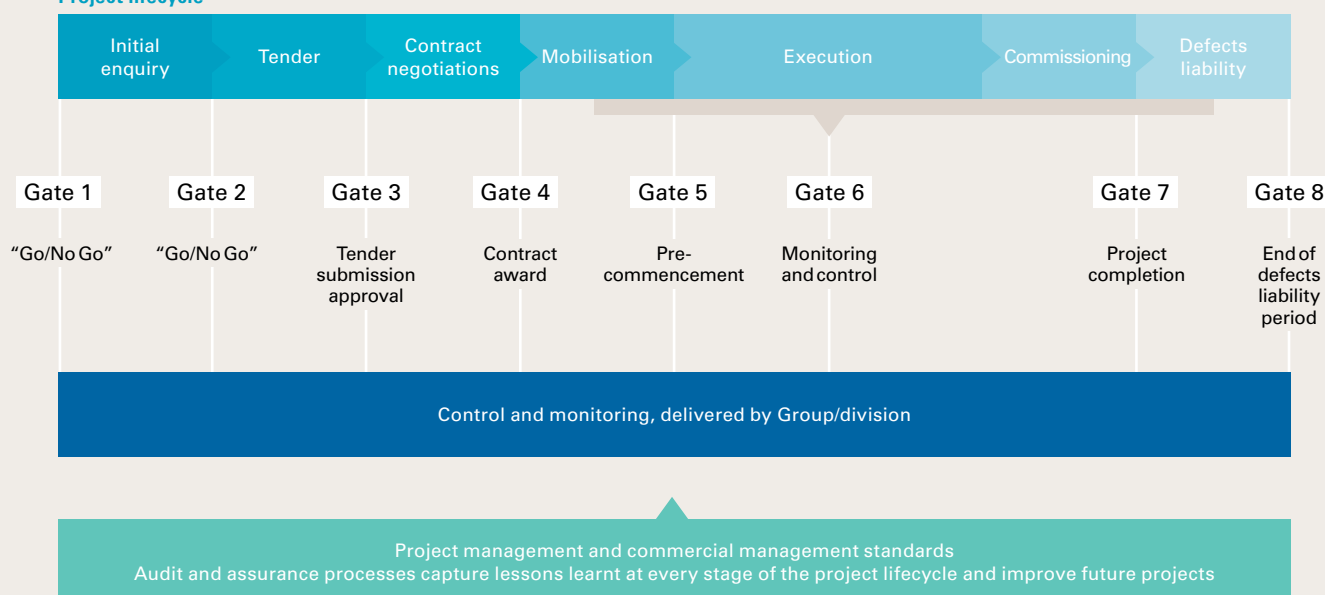 Project lifecycle
Initial
enquiry
Tender
Contract
negotiations
Mobilisation
Execution
Commissioning
Defects
liability
Gate 1
Gate 2
Gate 3
Gate 4
Gate 5
Gate 6
Gate 7
Gate 8
“Go/No Go”
“Go/No Go”
Tender
submission
approval
Contract
award
Pre-
commencement
Monitoring
and control
Project
completion
End of
defects
liability
period
Control and monitoring, delivered by Group/division
Project management and commercial management standards
Audit and assurance processes capture lessons learnt at every stage of the project lifecycle and improve future projects